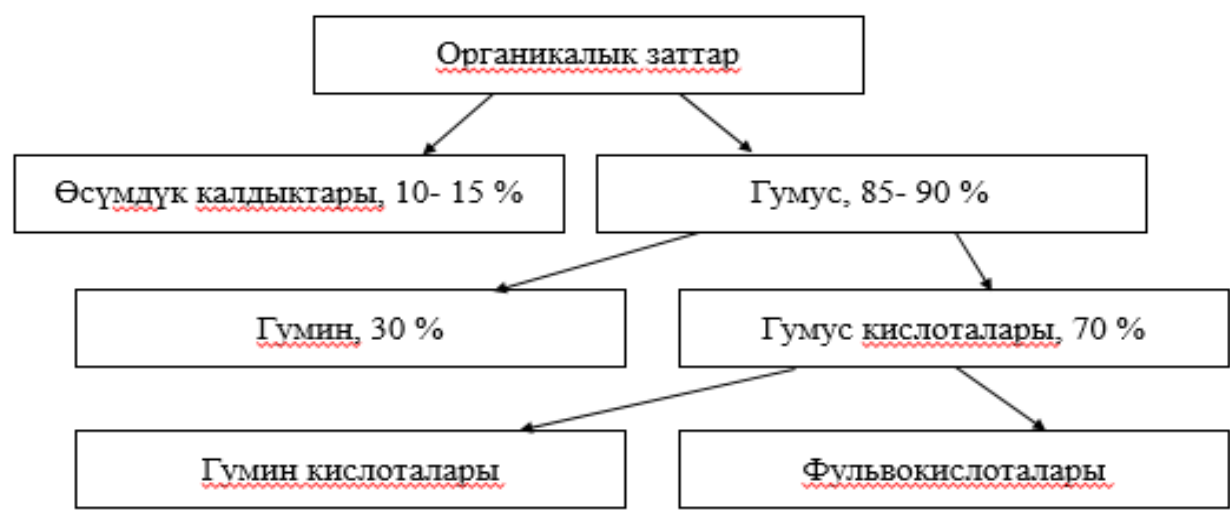 Органикалык заттар
Өсүмдүк калдыктары, 10- 15 %
Гумус, 85- 90 %
Гумин, 30 %
Гумус кислоталары, 70 %
Гумин кислоталары
Фульвокислоталары